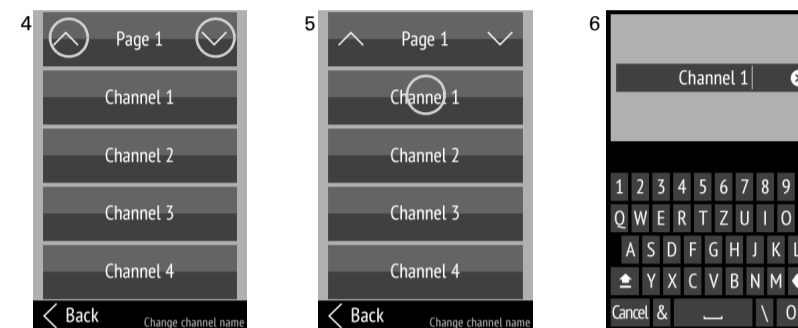 4
Page 1
Channel 1
Channel 2
Channel 3
Channel 4
Back
Change channel name
5
Page 1
Channel 1
Channel 2
Channel 3
Channel 4
Back
Change channel name
6
Channel 1
1 2 3 4 5 6 7 8 9
Q W E R T Z U I O
A S D F G H J K L
Y X C V B N M
Cancel & \ O